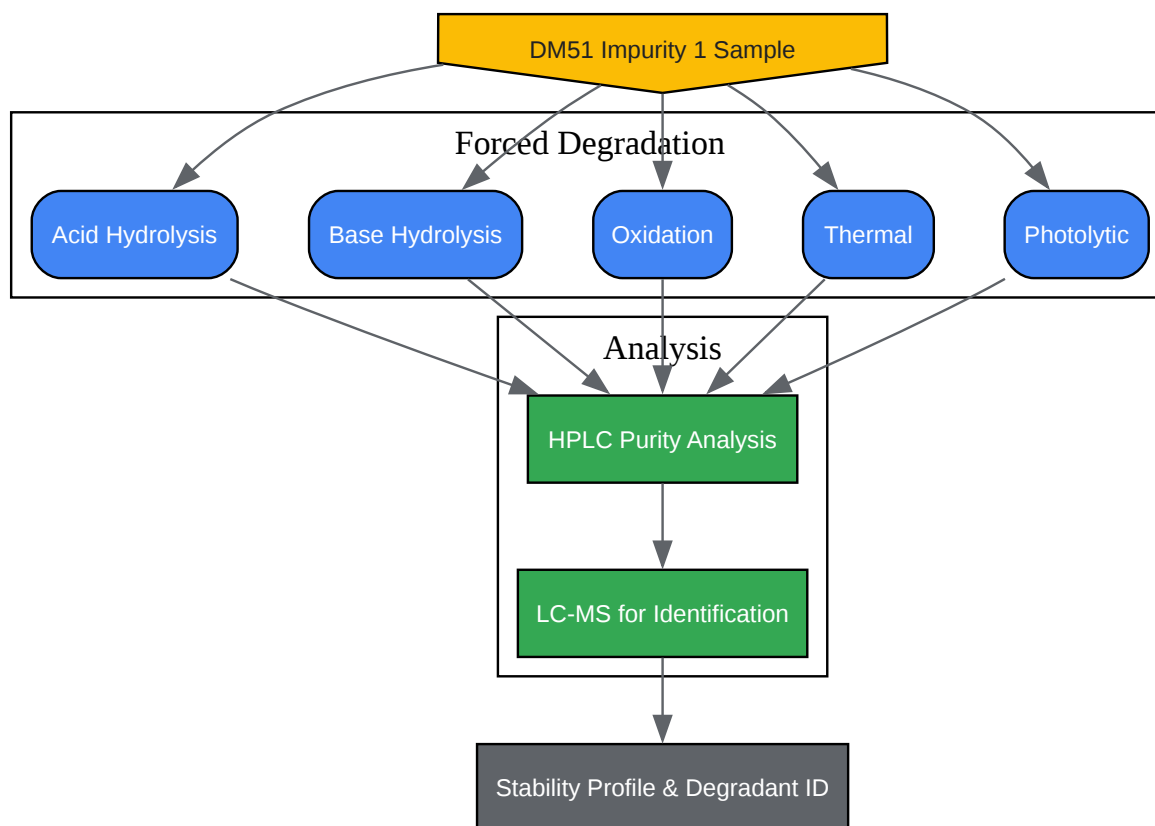 DM51 Impurity 1 Sample
Forced Degradation
Acid Hydrolysis
Base Hydrolysis
Oxidation
Thermal
Photolytic
Analysis
HPLC Purity Analysis
LC-MS for Identification
Stability Profile & Degradant ID